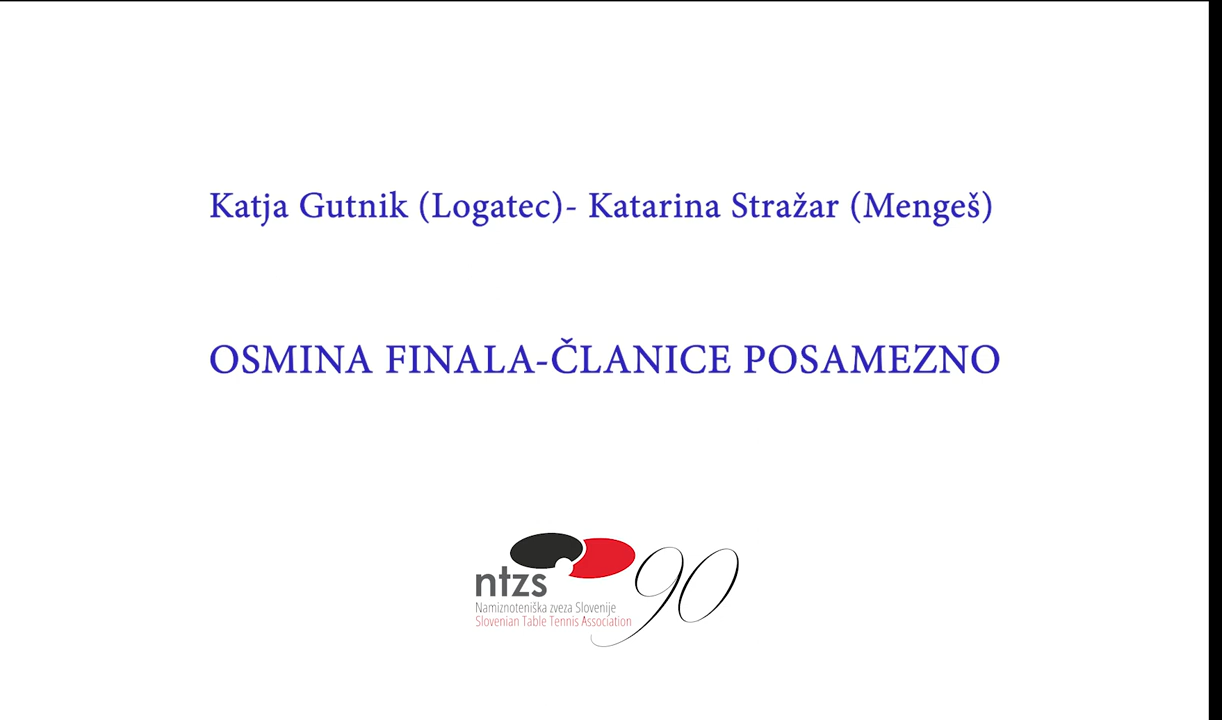 Katja Gutnik (Logatec)- Katarina Stražar (Mengeš)
OSMINA FINALA-ČLANICE POSAMEZNO
ntzs 90
Namiznoteniška zveza Slovenije
Slovenian Table Tennis Association